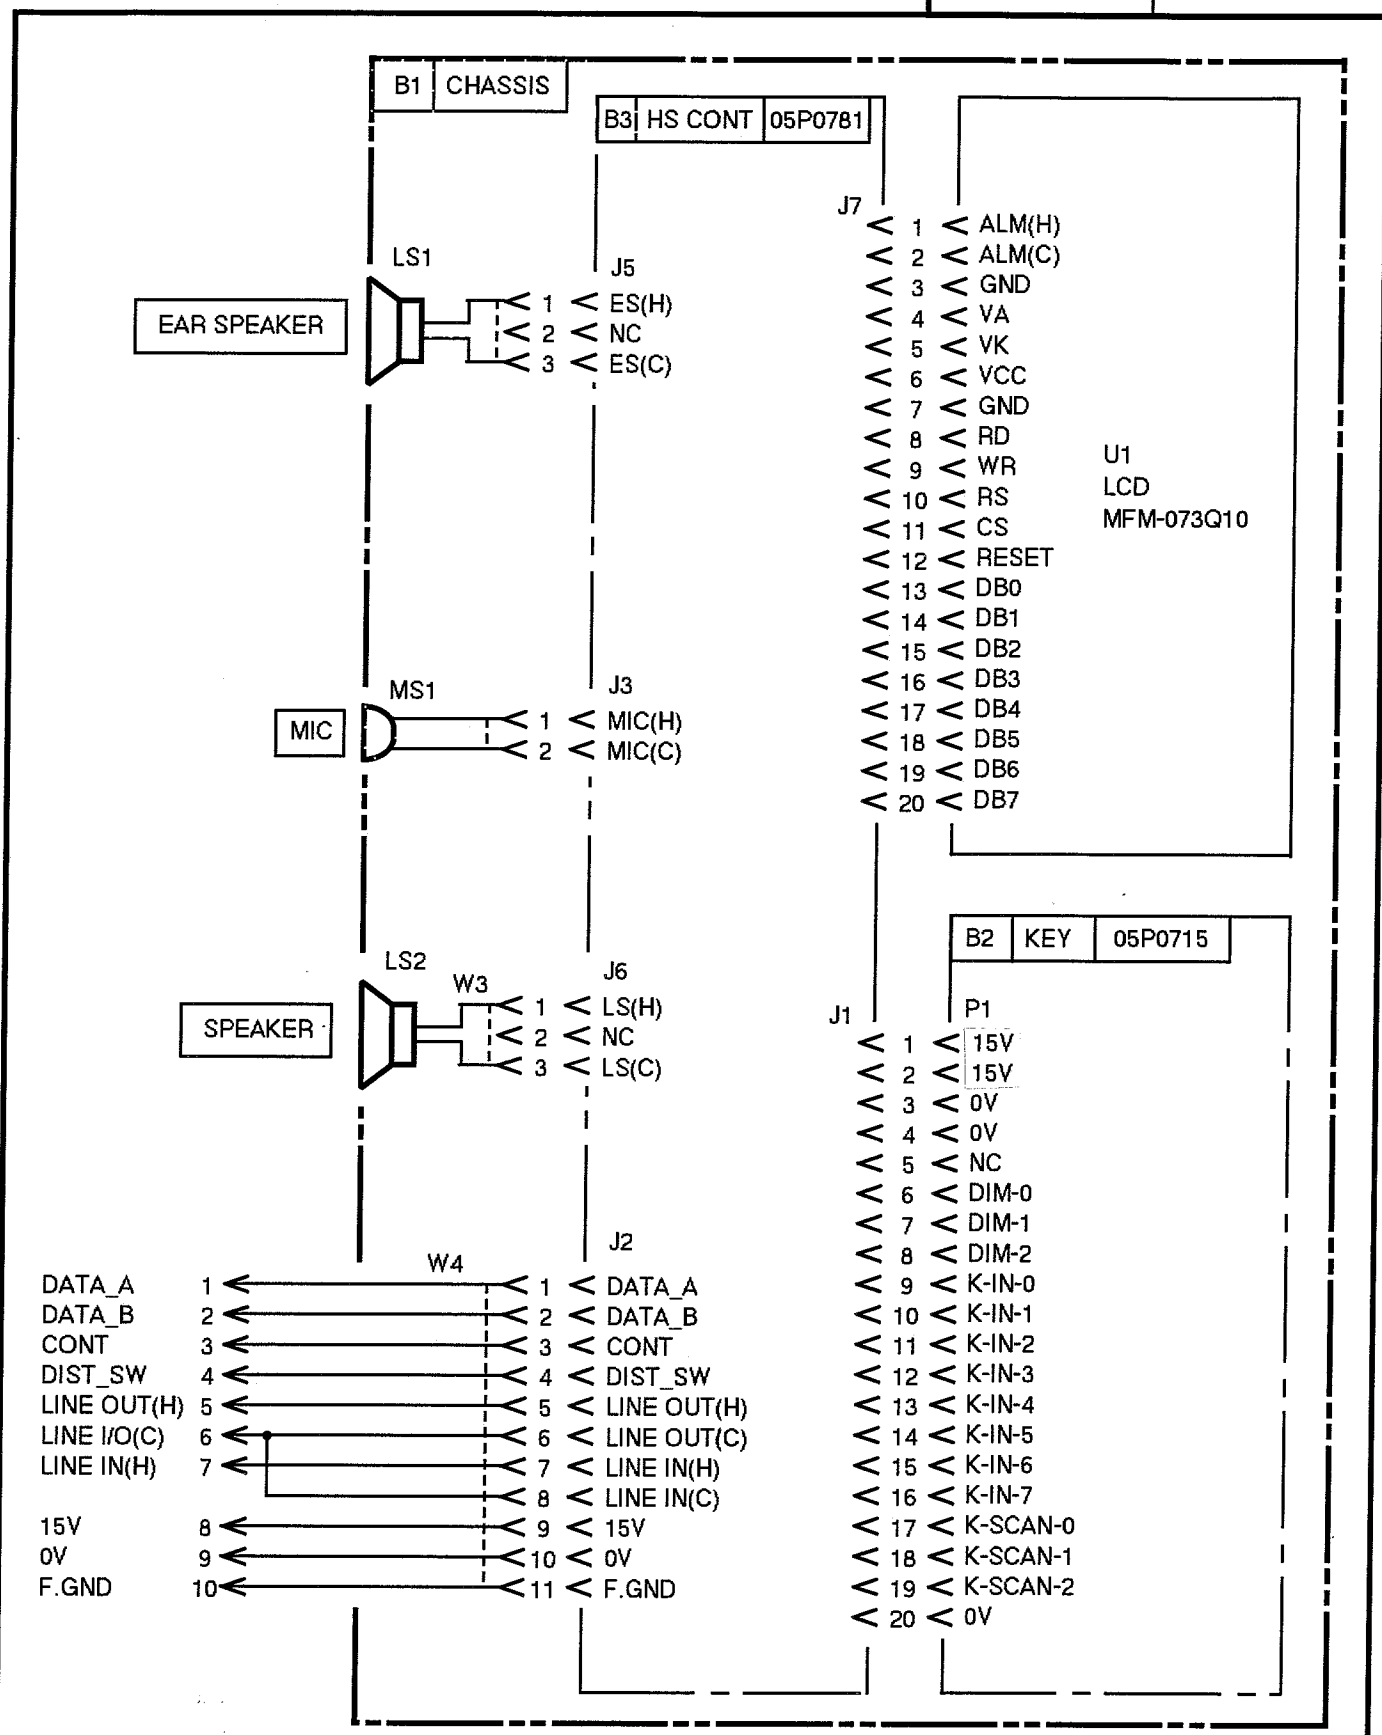 B1 CHASSIS
B3 HS CONT 05P0781
LS1
EAR SPEAKER
J5
1 ES(H)
2 NC
3 ES(C)
MS1
MIC
J3
1 MIC(H)
2 MIC(C)
LS2
SPEAKER
W3
J6
1 LS(H)
2 NC
3 LS(C)
W4
J2
DATA_A 1 1 DATA_A
DATA_B 2 2 DATA_B
CONT 3 3 CONT
DIST_SW 4 4 DIST_SW
LINE OUT(H) 5 5 LINE OUT(H)
LINE I/O(C) 6 6 LINE OUT(C)
LINE IN(H) 7 7 LINE IN(H)
8 LINE IN(C)
15V 8 9 15V
0V 9 10 0V
F.GND 10 11 F.GND
J7
1 ALM(H)
2 ALM(C)
3 GND
4 VA
5 VK
6 VCC
7 GND
8 RD
9 WR
10 RS
11 CS
12 RESET
13 DB0
14 DB1
15 DB2
16 DB3
17 DB4
18 DB5
19 DB6
20 DB7
U1
LCD
MFM-073Q10
B2 KEY 05P0715
J1 P1
1 15V
2 15V
3 0V
4 0V
5 NC
6 DIM-0
7 DIM-1
8 DIM-2
9 K-IN-0
10 K-IN-1
11 K-IN-2
12 K-IN-3
13 K-IN-4
14 K-IN-5
15 K-IN-6
16 K-IN-7
17 K-SCAN-0
18 K-SCAN-1
19 K-SCAN-2
20 0V